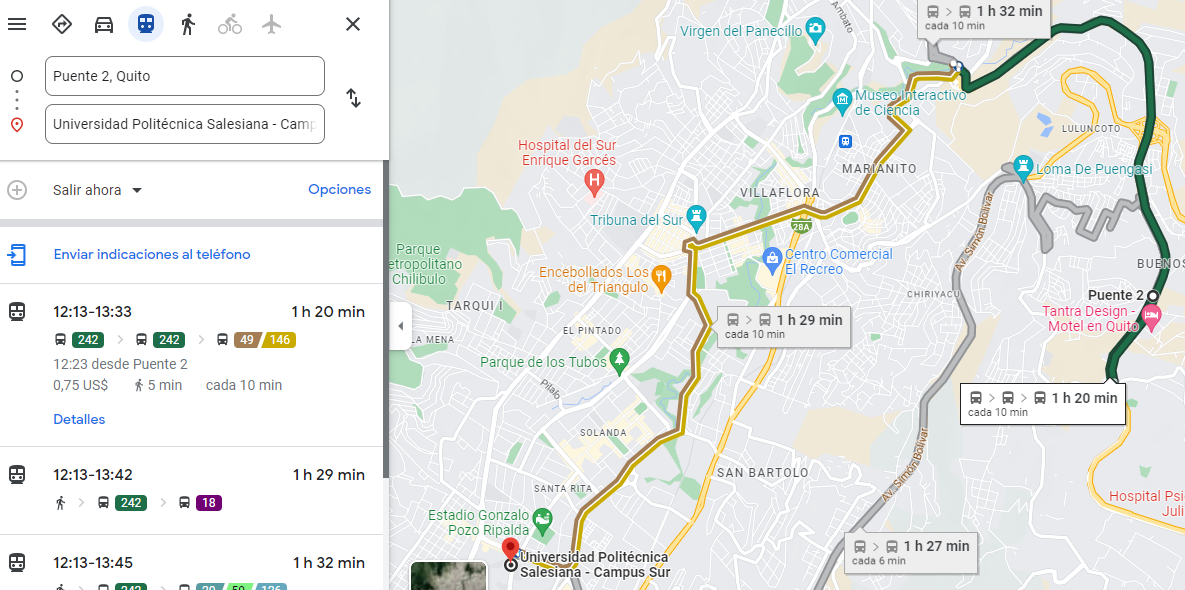 Puente 2, Quito
Universidad Politécnica Salesiana - Camp
Salir ahora
Opciones
Enviar indicaciones al teléfono
12:13-13:33
1 h 20 min
242
242
49
146
12:23 desde Puente 2
0,75 US$
5 min
cada 10 min
Detalles
12:13-13:42
1 h 29 min
242
18
12:13-13:45
1 h 32 min
242
Ambato
Virgen del Panecillo
1 h 32 min
cada 10 min
Museo Interactivo
de Ciencia
LULUNCOTO
Hospital del Sur
Enrique Garcés
MARIANITO
Loma De Puengasi
VILLAFLORA
Tribuna del Sur
28A
Av. Simón Bolívar
Parque
etropolitano
Chilibulo
Centro Comercial
El Recreo
BUENOS
Encebollados Los
del Triangulo
CHIRIYACU
Puente 2
TARQUI I
Tantra Design -
Motel en Quito
1 h 29 min
cada 10 min
EL PINTADO
LA MENA
Parque de los Tubos
Pilalo
1 h 20 min
cada 10 min
SOLANDA
Av. Simón Bolívar
SAN BARTOLO
SANTA RITA
Hospital Psi
Juli
Estadio Gonzalo
Pozo Ripalda
1 h 27 min
cada 6 min
Universidad Politécnica
Salesiana - Campus Sur